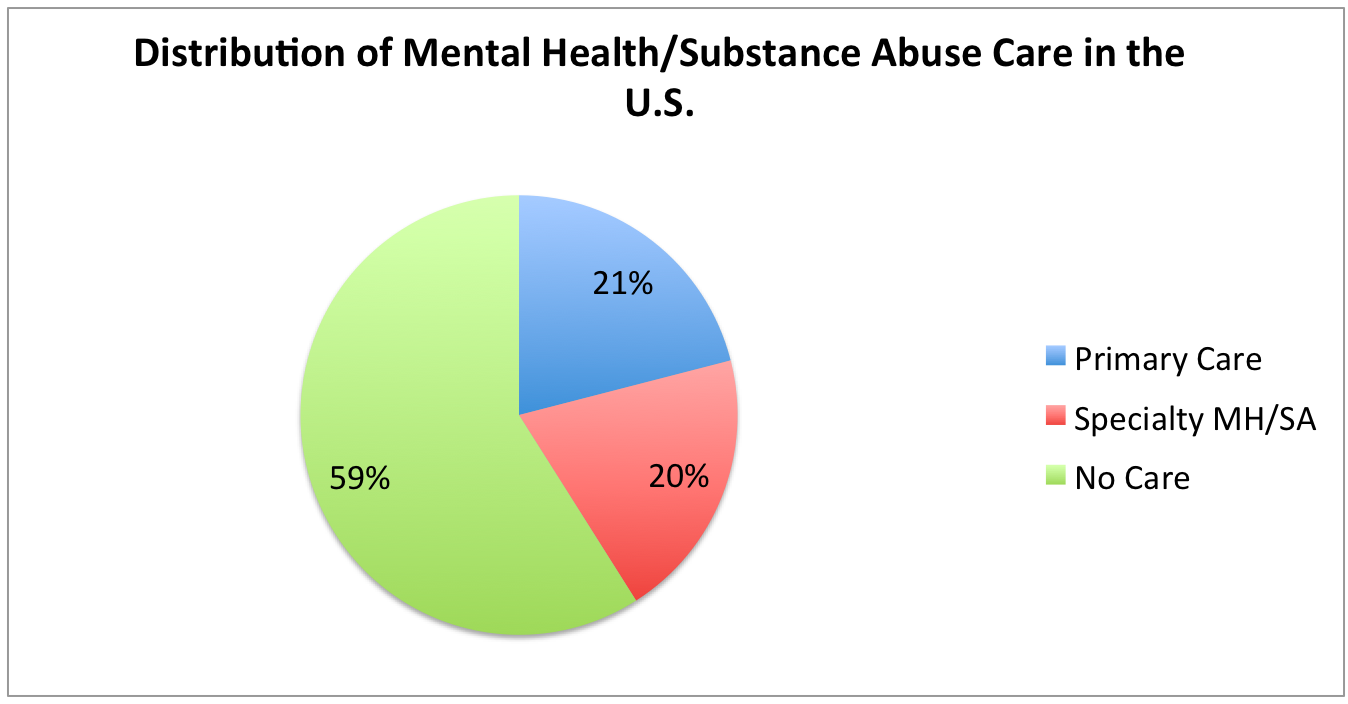 Distribution of Mental Health/Substance Abuse Care in the
U.S.
21%
20%
59%
Primary Care
Specialty MH/SA
No Care